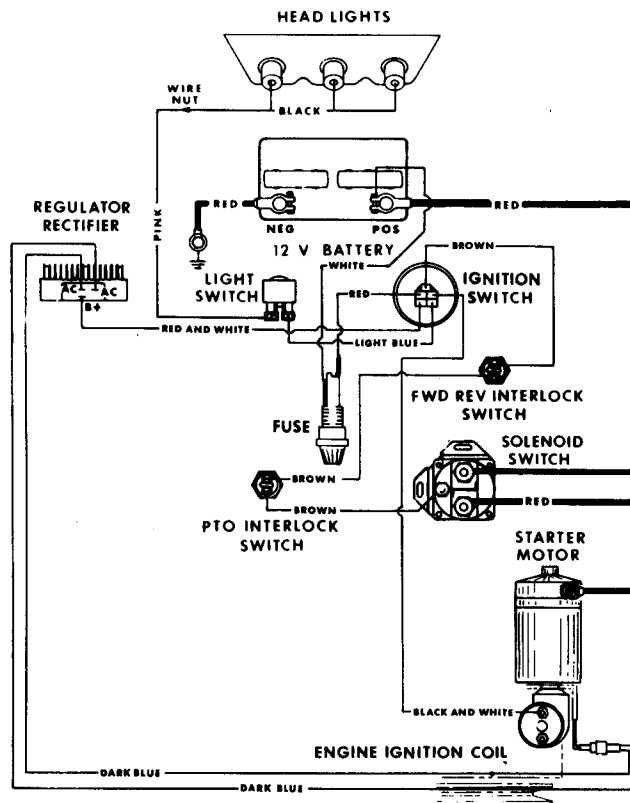 HEAD LIGHTS
WIRE
NUT
BLACK
RED
NEG
POS
RED
REGULATOR
RECTIFIER
PINK
12 V BATTERY
WHITE
BROWN
LIGHT
SWITCH
RED
IGNITION
SWITCH
AC
AC
B+
RED AND WHITE
LIGHT BLUE
FWD REV INTERLOCK
SWITCH
FUSE
SOLENOID
SWITCH
BROWN
BROWN
RED
PTO INTERLOCK
SWITCH
STARTER
MOTOR
BLACK AND WHITE
ENGINE IGNITION COIL
DARK BLUE
DARK BLUE